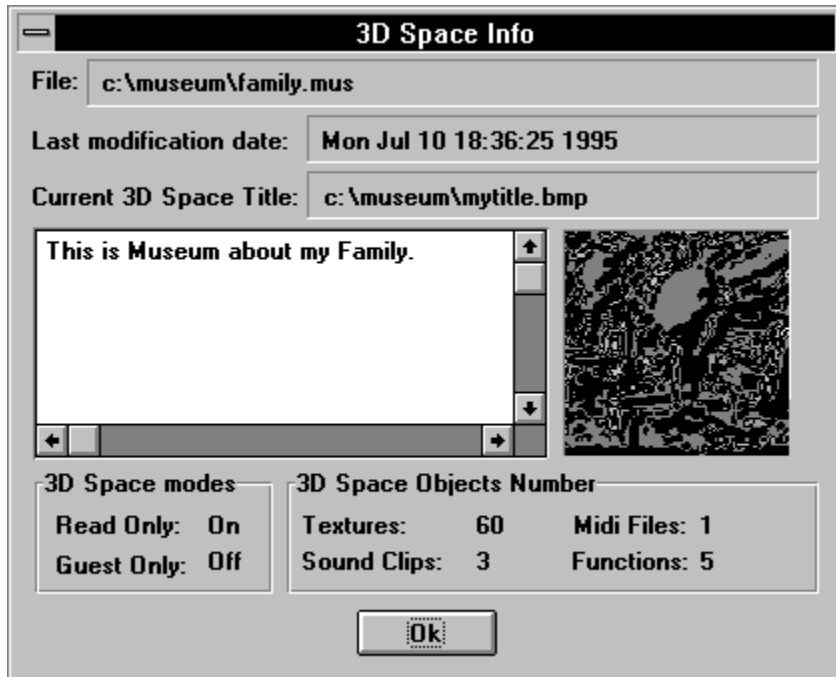 3D Space Info
File: c:\museum\family.mus
Last modification date: Mon Jul 10 18:36:25 1995
Current 3D Space Title: c:\museum\mytitle.bmp
This is Museum about my Family.
3D Space modes
Read Only: On
Guest Only: Off
3D Space Objects Number
Textures: 60 Midi Files: 1
Sound Clips: 3 Functions: 5
Ok